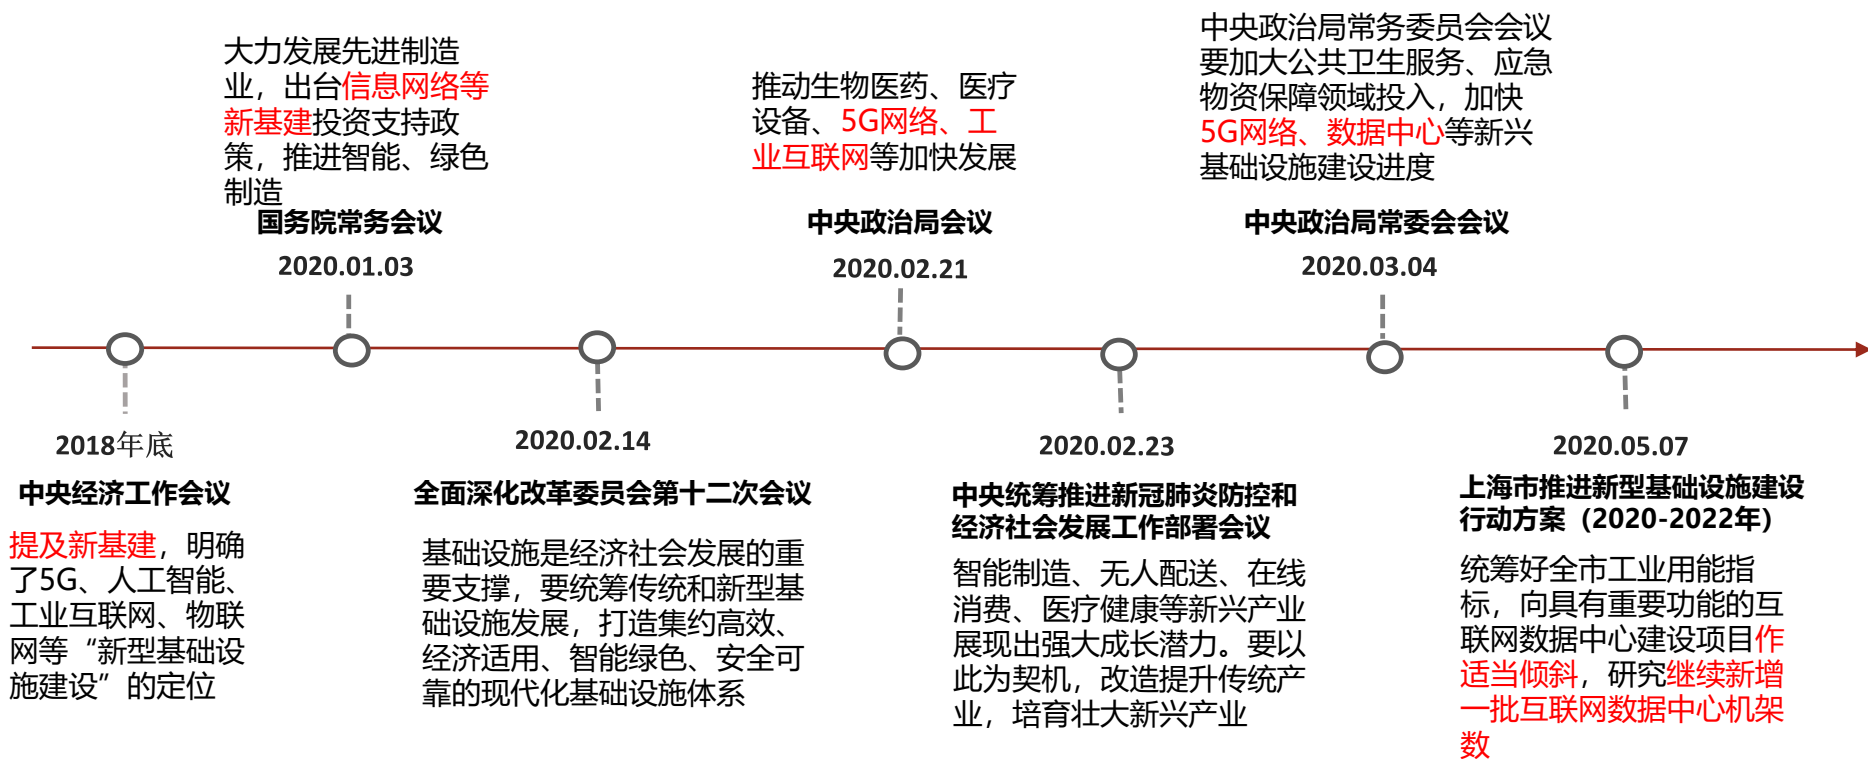 大力发展先进制造
业，出台信息网络等
新基建投资支持政
策，推进智能、绿色
制造
国务院常务会议
2020.01.03
推动生物医药、医疗
设备、5G网络、工
业互联网等加快发展
中央政治局会议
2020.02.21
中央政治局常务委员会会议
要加大公共卫生服务、应急
物资保障领域投入，加快
5G网络、数据中心等新兴
基础设施建设进度
中央政治局常委会会议
2020.03.04
2018年底
中央经济工作会议
提及新基建，明确
了5G、人工智能、
工业互联网、物联
网等“新型基础设
施建设”的定位
2020.02.14
全面深化改革委员会第十二次会议
基础设施是经济社会发展的重
要支撑，要统筹传统和新型基
础设施发展，打造集约高效、
经济适用、智能绿色、安全可
靠的现代化基础设施体系
2020.02.23
中央统筹推进新冠肺炎防控和
经济社会发展工作部署会议
智能制造、无人配送、在线
消费、医疗健康等新兴产业
展现出强大成长潜力。要以
此为契机，改造提升传统产
业，培育壮大新兴产业
2020.05.07
上海市推进新型基础设施建设
行动方案（2020-2022年）
统筹好全市工业用能指
标，向具有重要功能的互
联网数据中心建设项目作
适当倾斜，研究继续新增
一批互联网数据中心机架
数